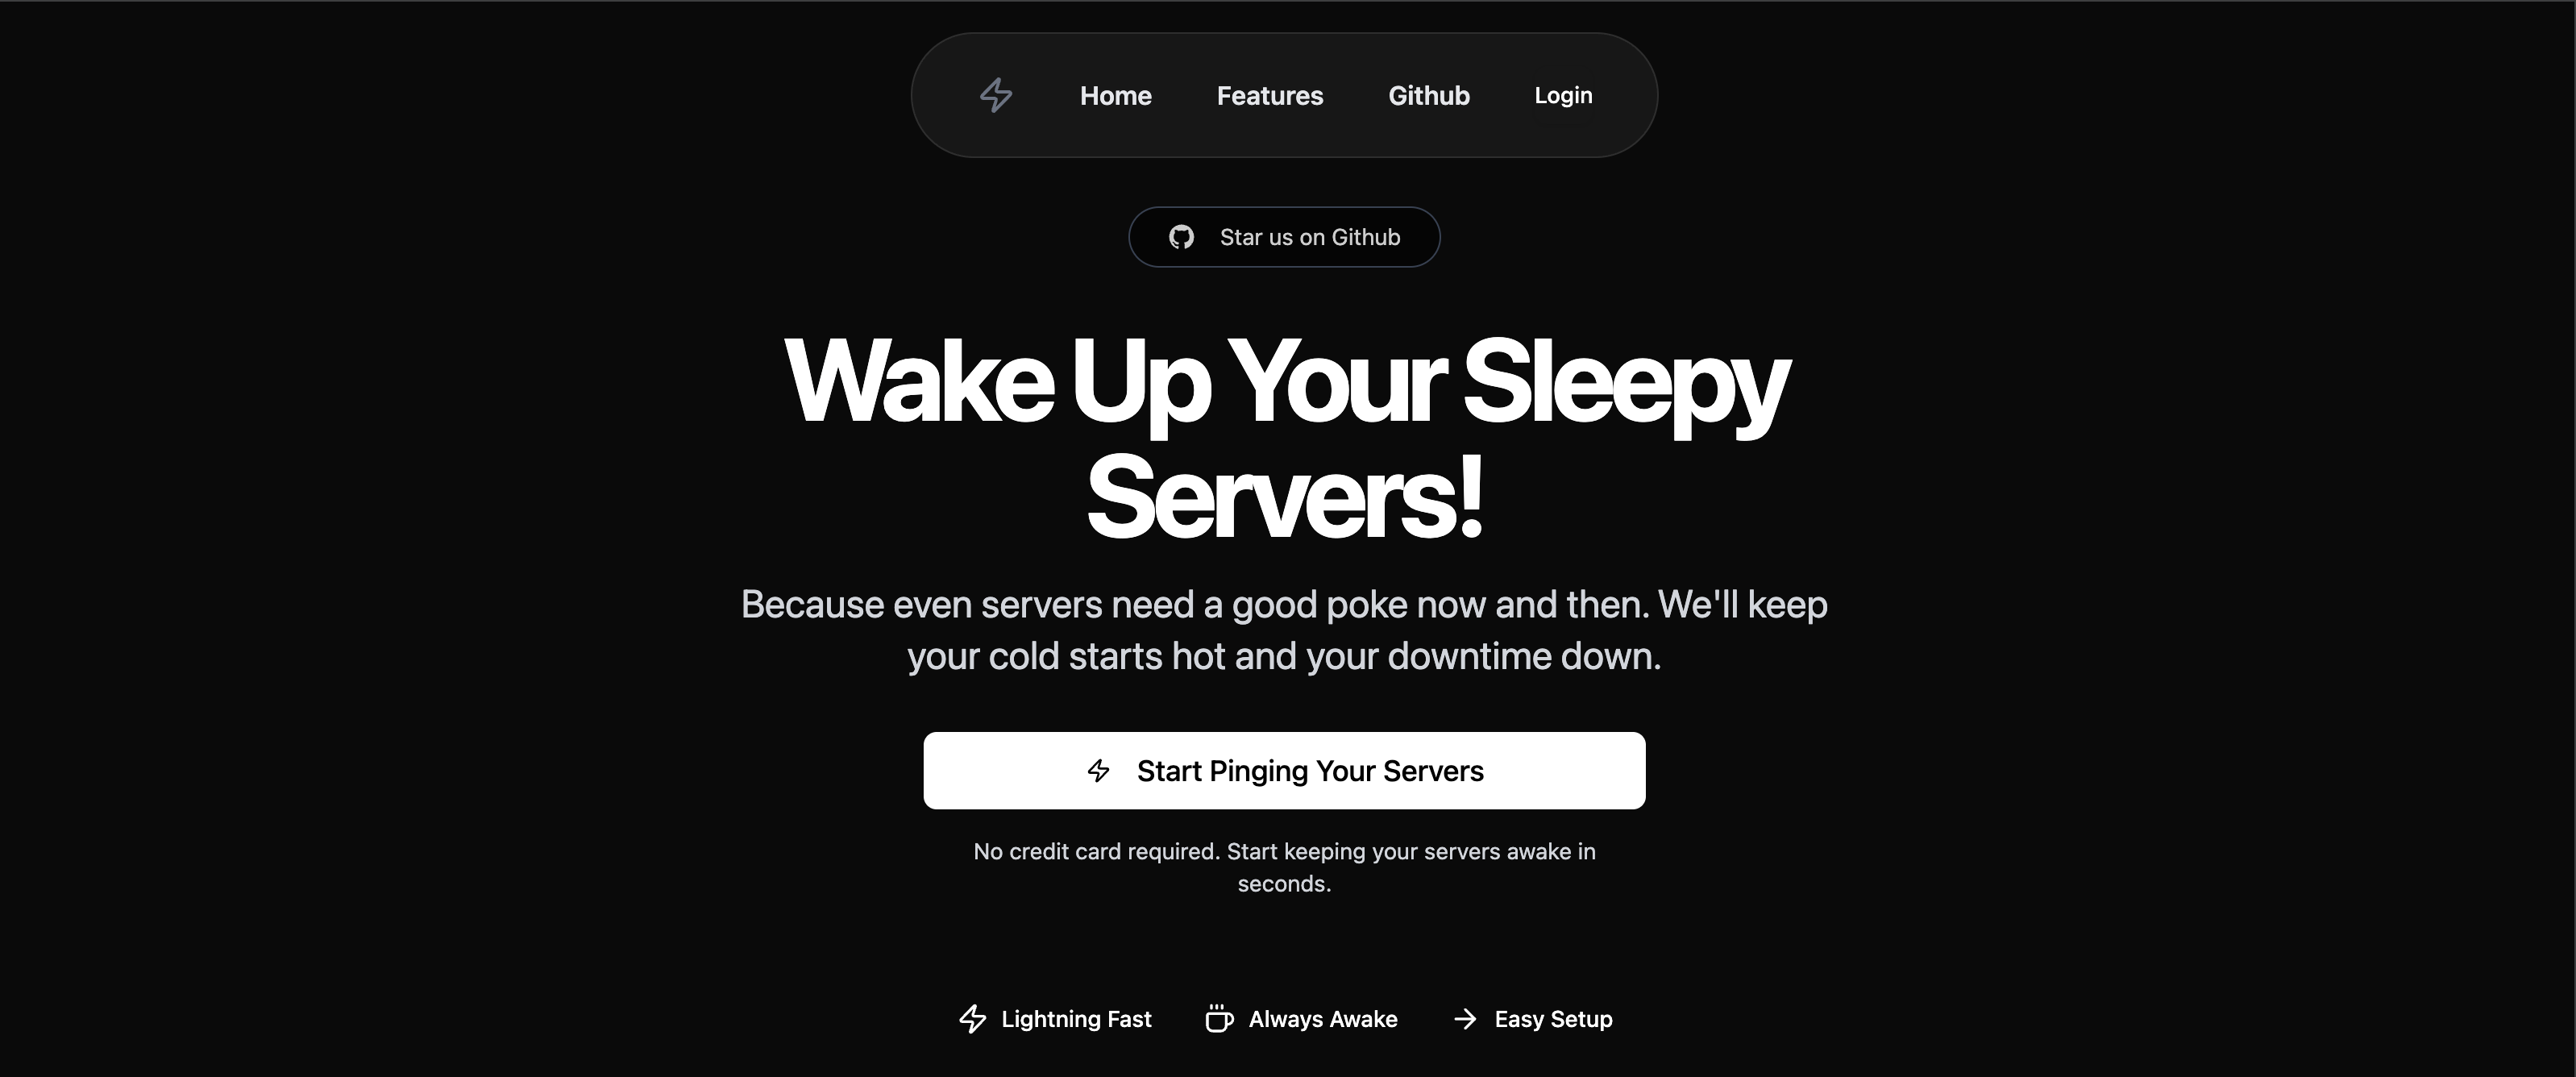 Home Features Github Login
Star us on Github
Wake Up Your Sleepy
Servers!
Because even servers need a good poke now and then. We'll keep
your cold starts hot and your downtime down.
Start Pinging Your Servers
No credit card required. Start keeping your servers awake in
seconds.
Lightning Fast Always Awake Easy Setup